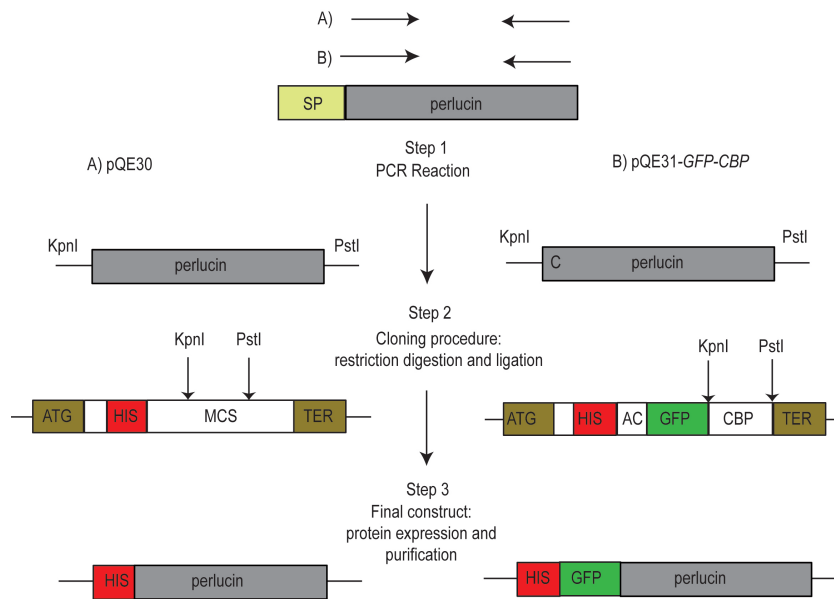 A)
B)
SP perlucin
Step 1
PCR Reaction
A) pQE30
B) pQE31-GFP-CBP
KpnI PstI
perlucin
KpnI PstI
C perlucin
Step 2
Cloning procedure:
restriction digestion and ligation
KpnI PstI
ATG HIS MCS TER
KpnI PstI
ATG HIS AC GFP CBP TER
Step 3
Final construct:
protein expression and
purification
HIS perlucin
HIS GFP perlucin